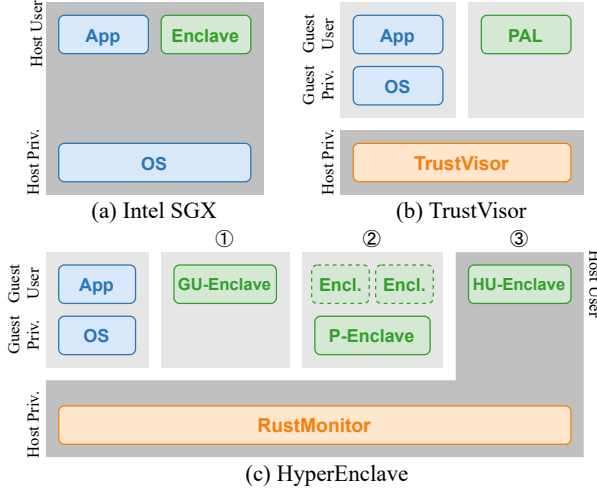 Host User
App
Enclave
Host Priv.
OS
(a) Intel SGX
Guest
User
App
PAL
Guest
Priv.
OS
Host Priv.
TrustVisor
(b) TrustVisor
①
②
③
Guest
User
App
GU-Enclave
Encl.
Encl.
HU-Enclave
Host User
Guest
Priv.
OS
P-Enclave
Host Priv.
RustMonitor
(c) HyperEnclave